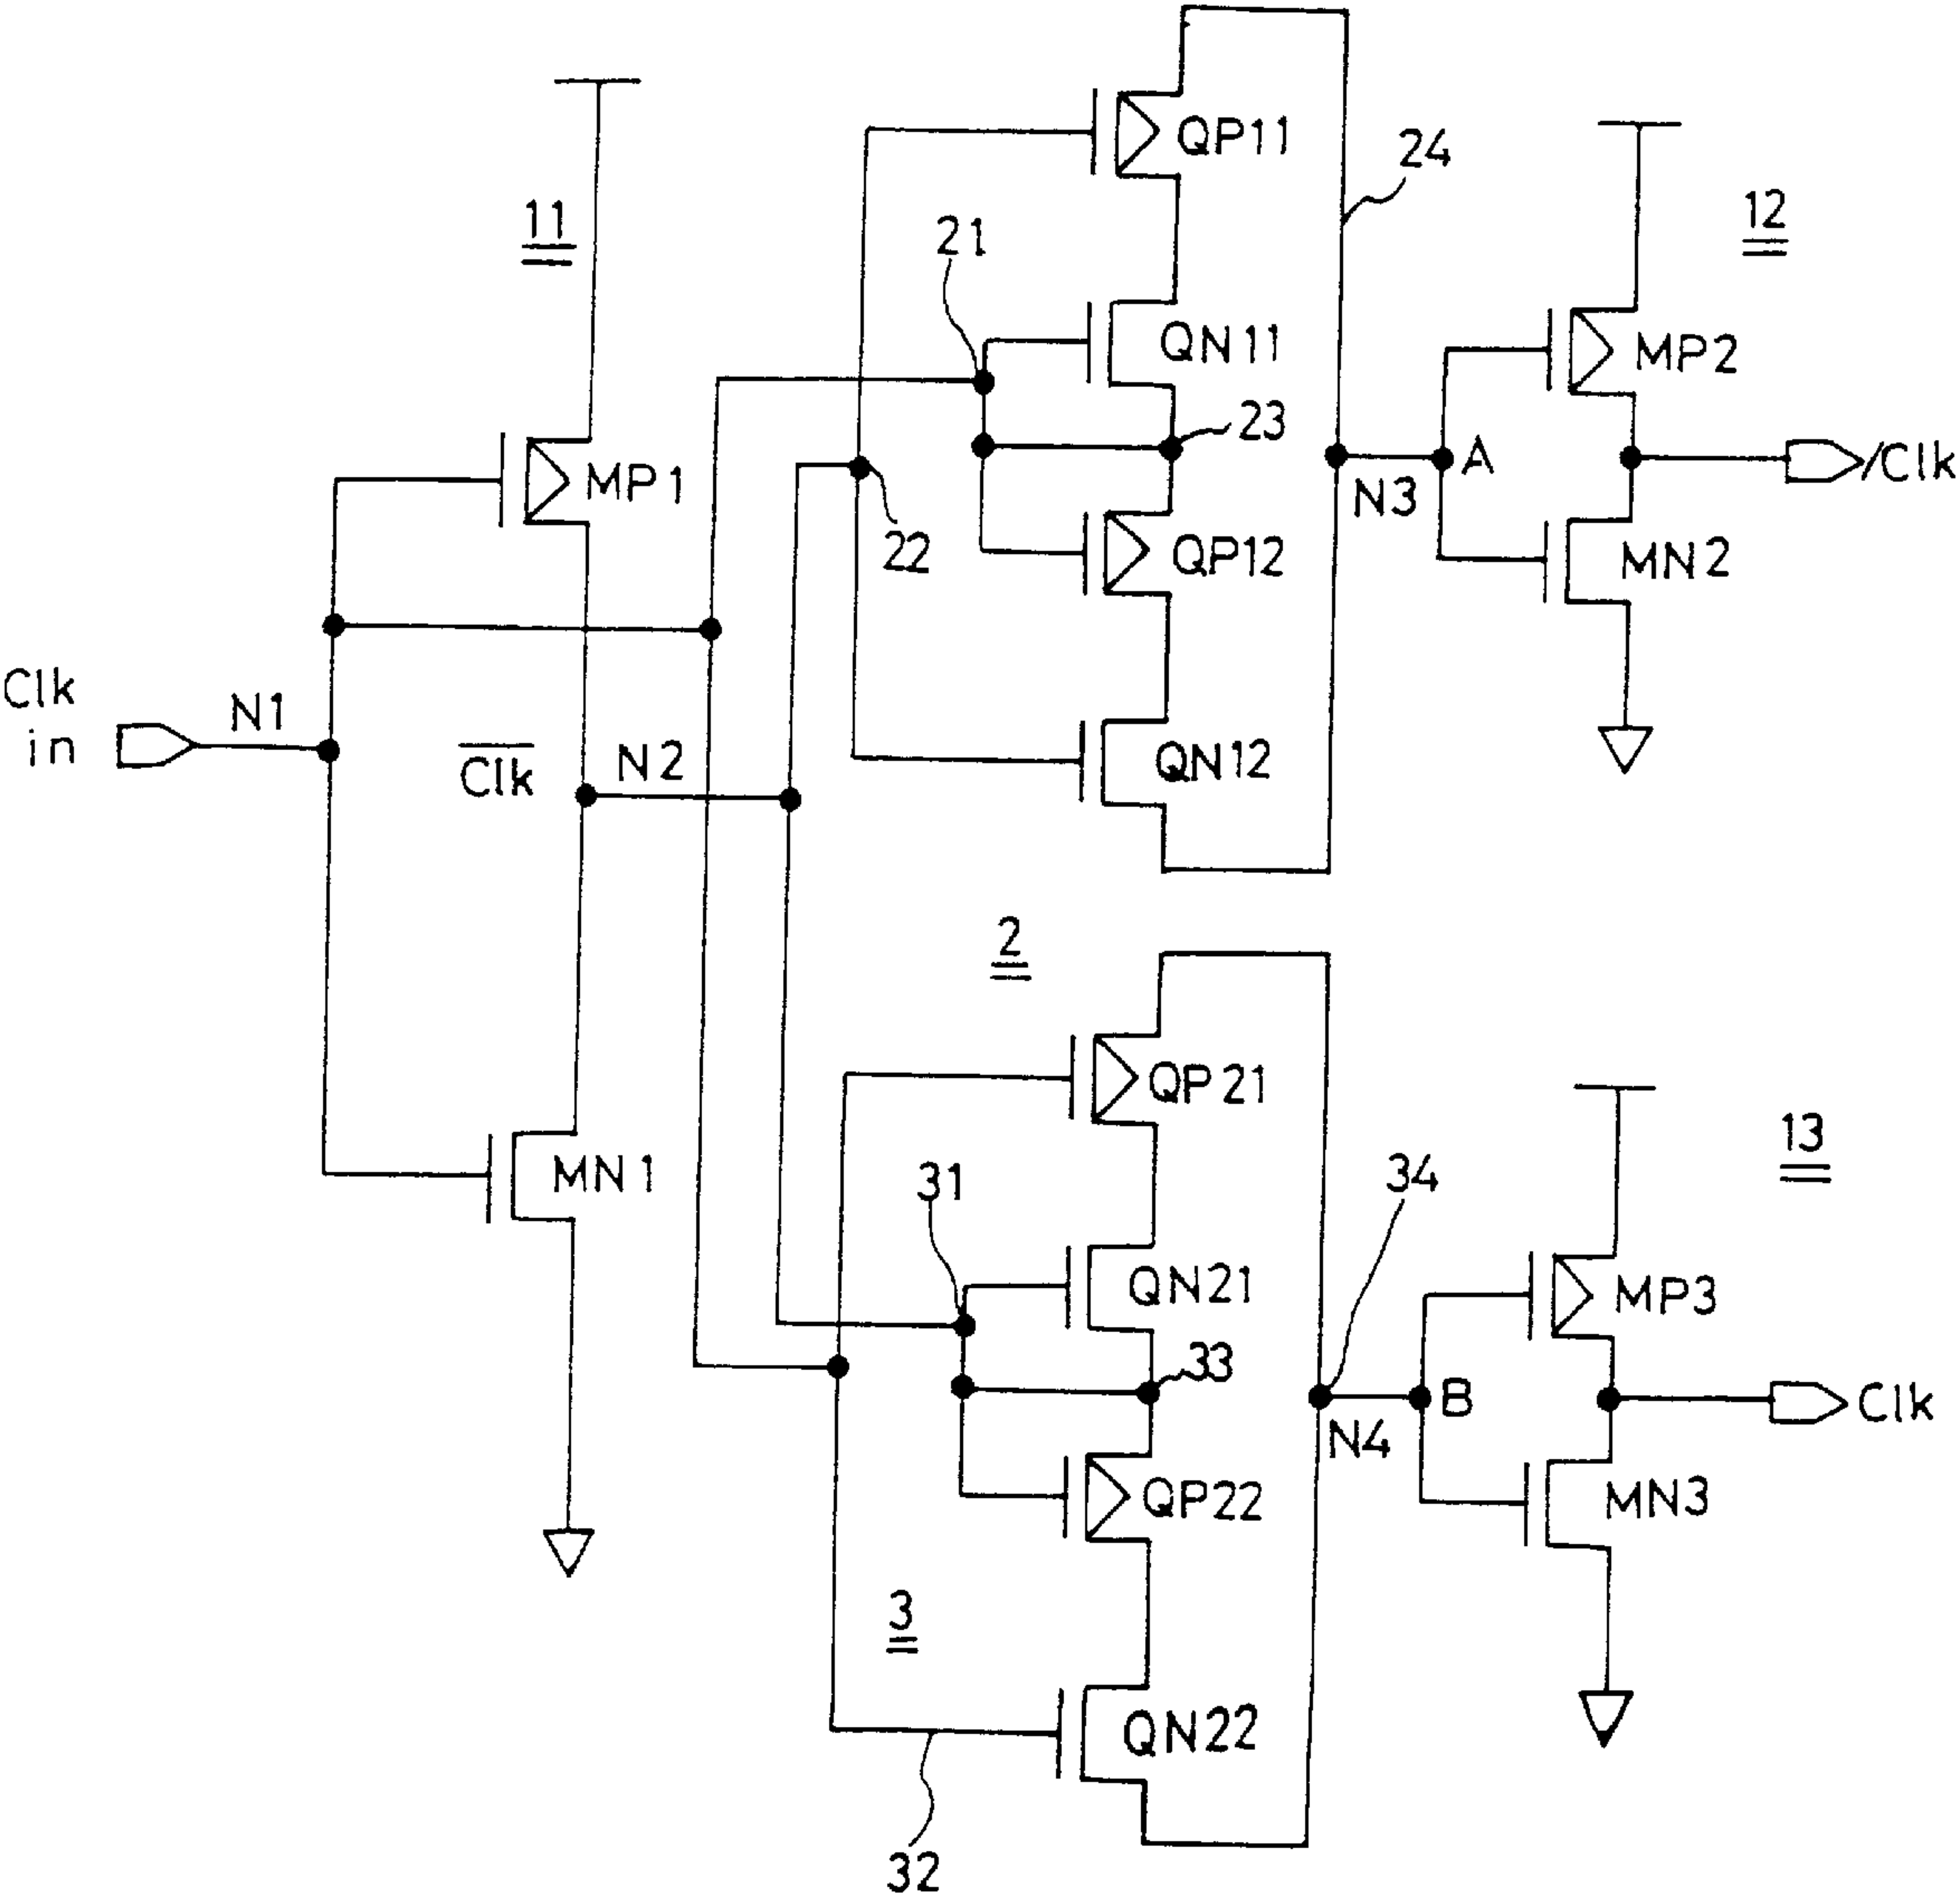 QP11
24
11
12
21
QN11
MP2
23
MP1
A
/Clk
N3
22
QP12
MN2
Clk
in
N1
N2
Clk
QN12
2
QP21
13
31
34
MN1
QN21
MP3
33
B
Clk
N4
QP22
MN3
3
QN22
32